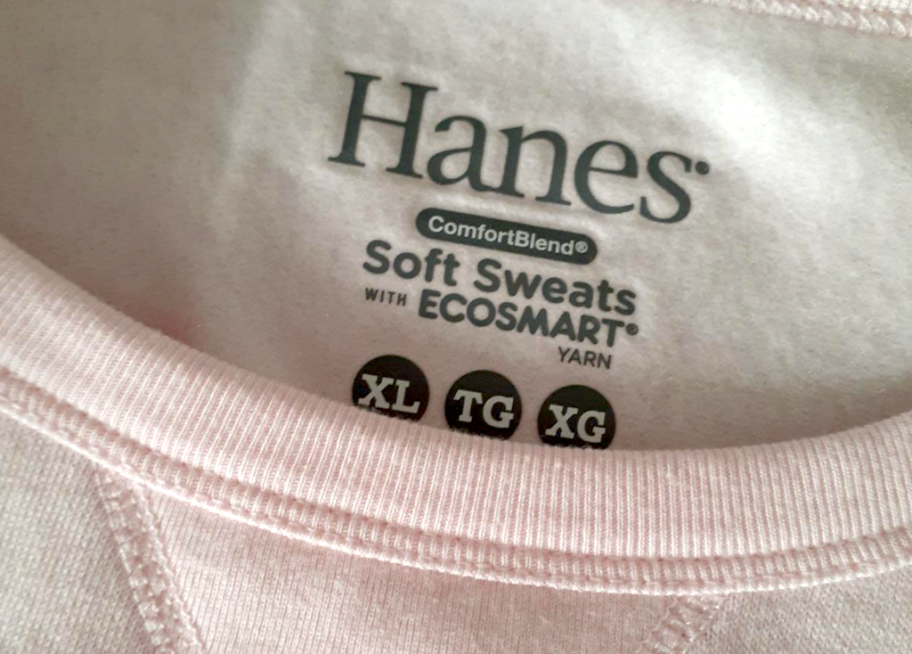 Hanes
ComfortBlend®
Soft Sweats
WITH ECOSMART®
YARN
XL TG XG